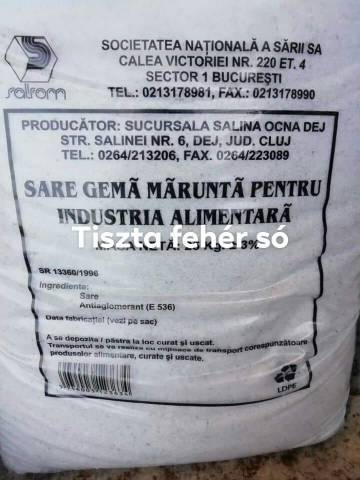 salrom
SOCIETATEA NAȚIONALĂ A SĂRII SA
CALEA VICTORIEI NR. 220 ET. 4
SECTOR 1 BUCUREȘTI
TEL.: 0213178981, FAX.: 0213178990
PRODUCĂTOR: SUCURSALA SALINA OCNA DEJ
STR. SALINEI NR. 6, DEJ, JUD. CLUJ
TEL.: 0264/213206, FAX. 0264/223089
SARE GEMĂ MĂRUNTĂ PENTRU
INDUSTRIA ALIMENTARĂ
Tiszta fehér só
MASA NETĂ: 25 Kg.
SR 13360/1996
Ingrediente:
Sare
Antiaglomerant (E 536)
Data fabricației (vezi pe sac)
A se depozita / păstra la loc curat și uscat.
Transportul se va realiza cu mijloace de transport corespunzătoare
produselor alimentare, curate și uscate.
LDPE